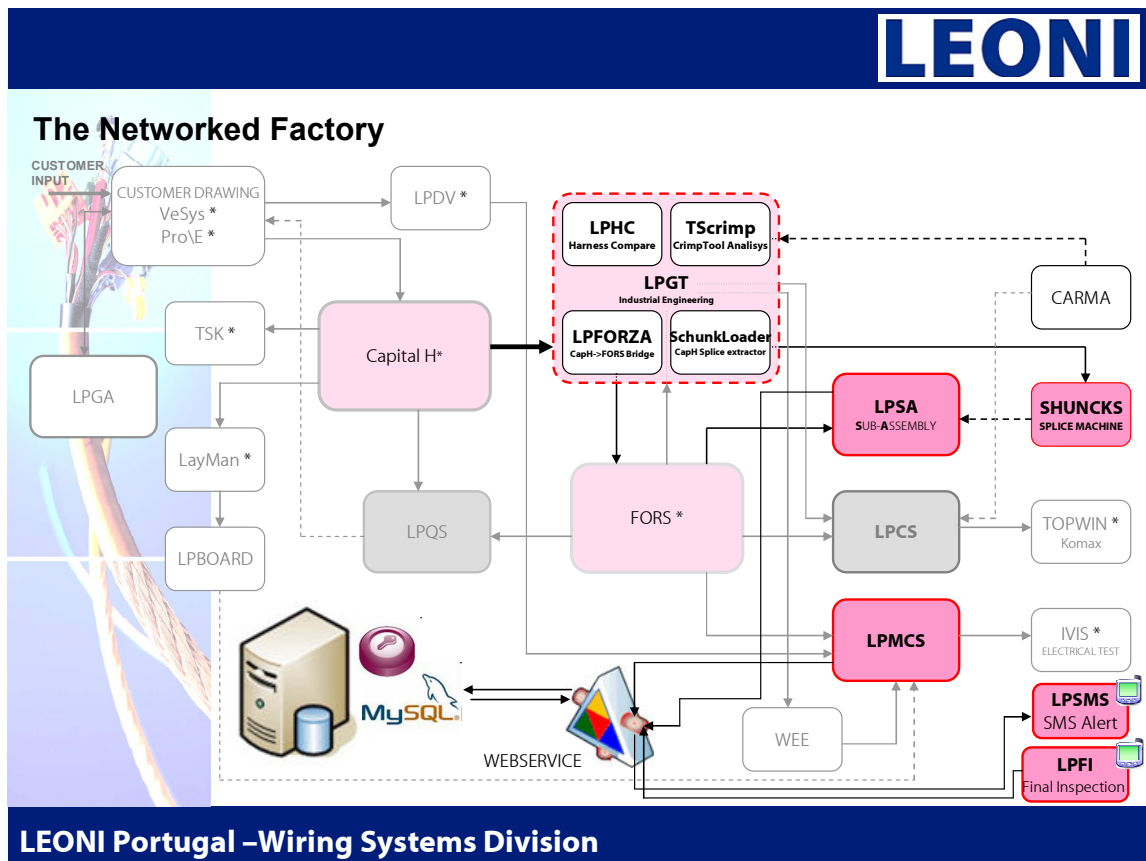 LEONI
The Networked Factory
CUSTOMER
INPUT
CUSTOMER DRAWING
VeSys *
Pro\E *
LPDV *
LPHC
Harness Compare
TScrimp
CrimpTool Analisys
LPGT
Industrial Engineering
LPFORZA
CapH->FORS Bridge
SchunkLoader
CapH Splice extractor
CARMA
TSK *
Capital H*
LPGA
LPSA
SUB-ASSEMBLY
SHUNCKS
SPLICE MACHINE
LayMan *
LPQS
FORS *
LPCS
TOPWIN *
Komax
LPBOARD
LPMCS
IVIS *
ELECTRICAL TEST
MySQL
WEBSERVICE
WEE
LPSMS
SMS Alert
LPFI
Final Inspection
LEONI Portugal –Wiring Systems Division